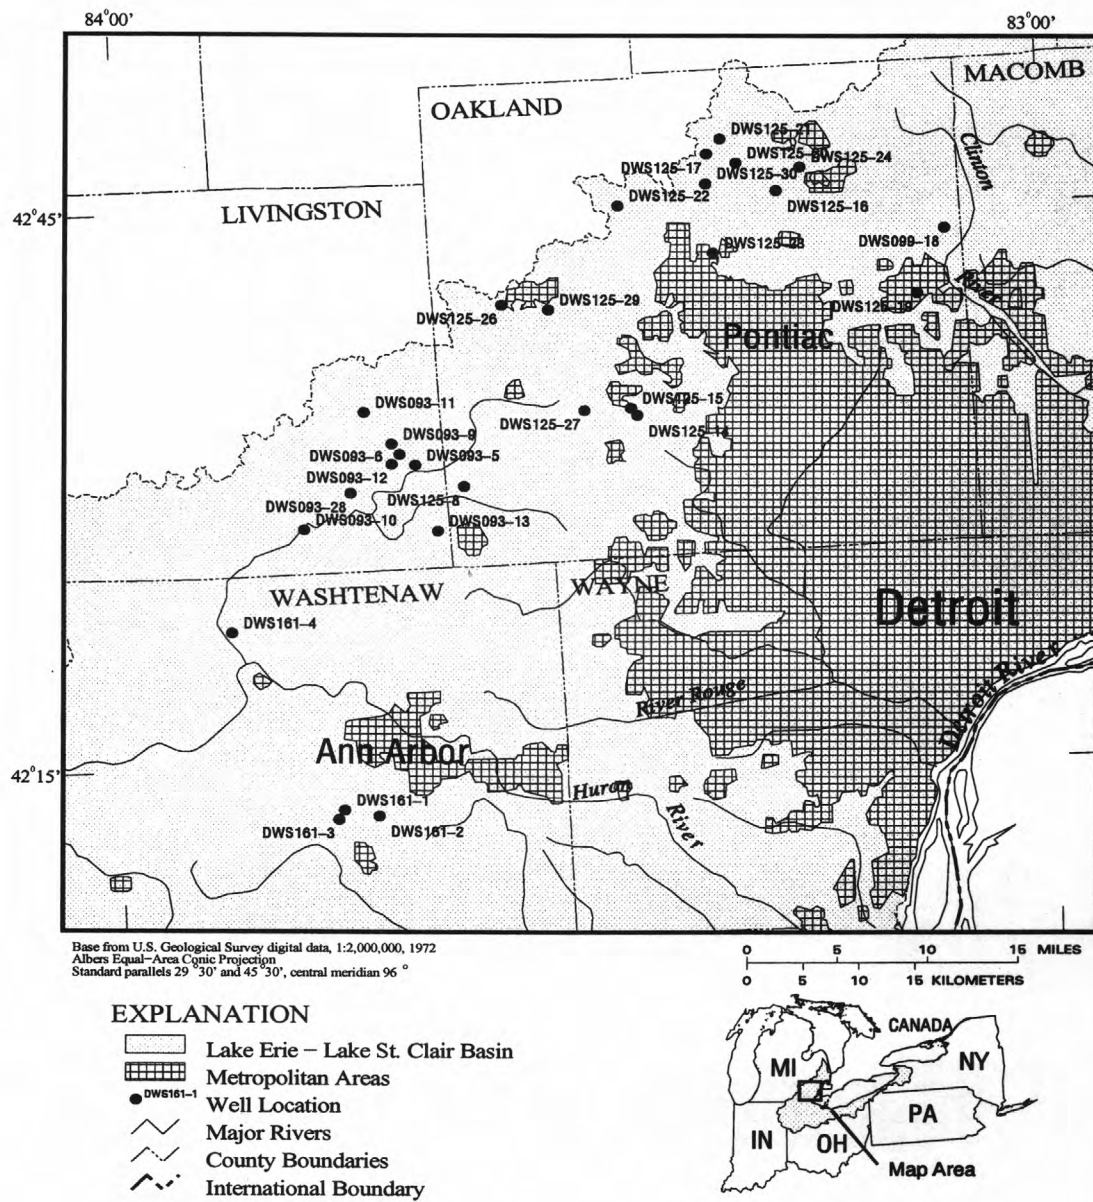 84°00' 83°00'
MACOMB
OAKLAND
DWS125-21
DWS125-24
DWS125-17
DWS125-30
Clinton
DWS125-22
DWS125-16
LIVINGSTON
42°45'
DWS125-23
DWS099-18
DWS125-29
River
DWS125-19
DWS125-26
Pontiac
DWS093-11
DWS125-15
DWS125-27
DWS125-14
DWS093-9
DWS093-6 DWS093-5
DWS093-12
DWS125-8
DWS093-28
DWS093-10 DWS093-13
WASHTENAW WAYNE
Detroit
DWS161-4
Detroit River
River Rouge
Ann Arbor
42°15'
Huron
River
DWS161-1
DWS161-3 DWS161-2
Base from U.S. Geological Survey digital data, 1:2,000,000, 1972
Albers Equal-Area Conic Projection
Standard parallels 29 °30' and 45 °30', central meridian 96 °
0 5 10 15 MILES
0 5 10 15 KILOMETERS
EXPLANATION
Lake Erie - Lake St. Clair Basin
Metropolitan Areas
DWS161-1 Well Location
Major Rivers
County Boundaries
International Boundary
CANADA
MI
NY
PA
IN
OH
Map Area